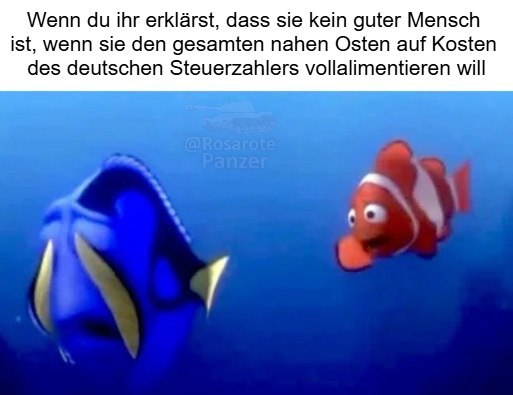 Wenn du ihr erklärst, dass sie kein guter Mensch
ist, wenn sie den gesamten nahen Osten auf Kosten
des deutschen Steuerzahlers vollalimentieren will
@Rosarote
Panzer